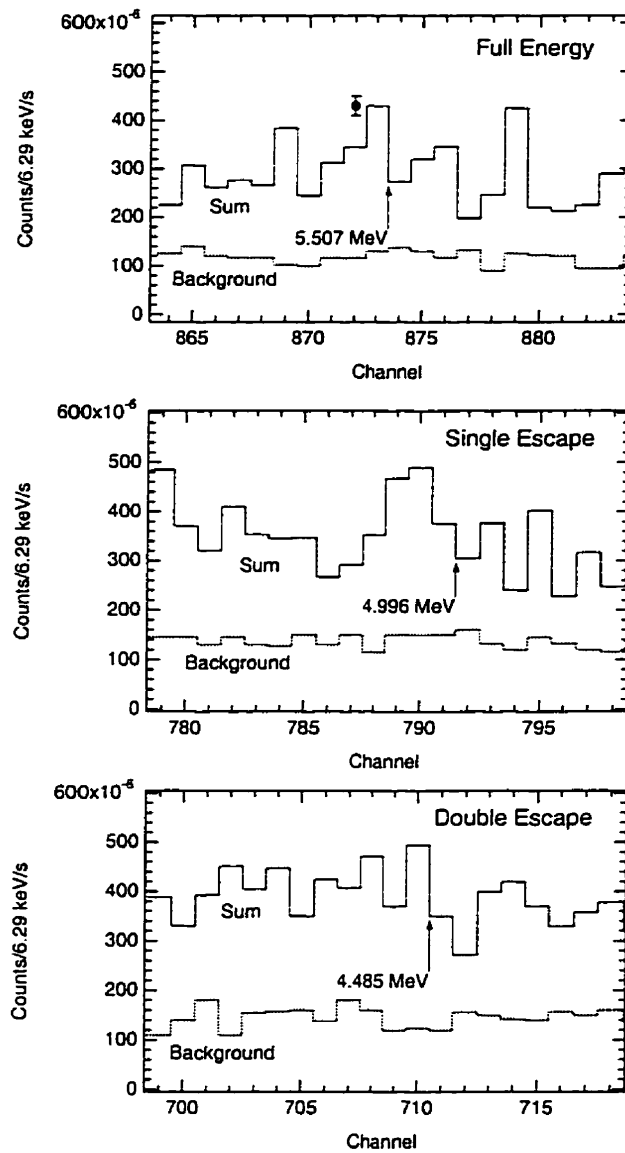 600x10⁻⁶
Full Energy
500
400
300
200
100
0
Counts/6.29 keV/s
Sum
5.507 MeV
Background
865 870 875 880
Channel
600x10⁻⁶
Single Escape
500
400
300
200
100
0
Counts/6.29 keV/s
Sum
4.996 MeV
Background
780 785 790 795
Channel
600x10⁻⁶
Double Escape
500
400
300
200
100
0
Counts/6.29 keV/s
Sum
4.485 MeV
Background
700 705 710 715
Channel